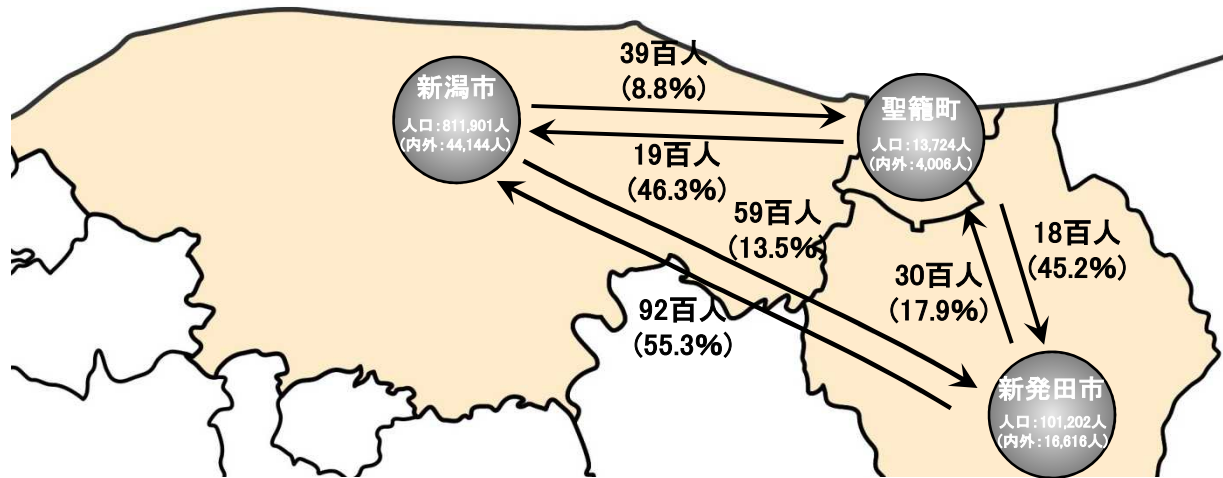 新潟市
人口:811,901人
(内外:44,144人)
39百人
(8.8%)
聖籠町
人口:13,724人
(内外:4,006人)
19百人
(46.3%)
59百人
(13.5%)
18百人
(45.2%)
30百人
(17.9%)
92百人
(55.3%)
新発田市
人口:101,202人
(内外:16,616人)